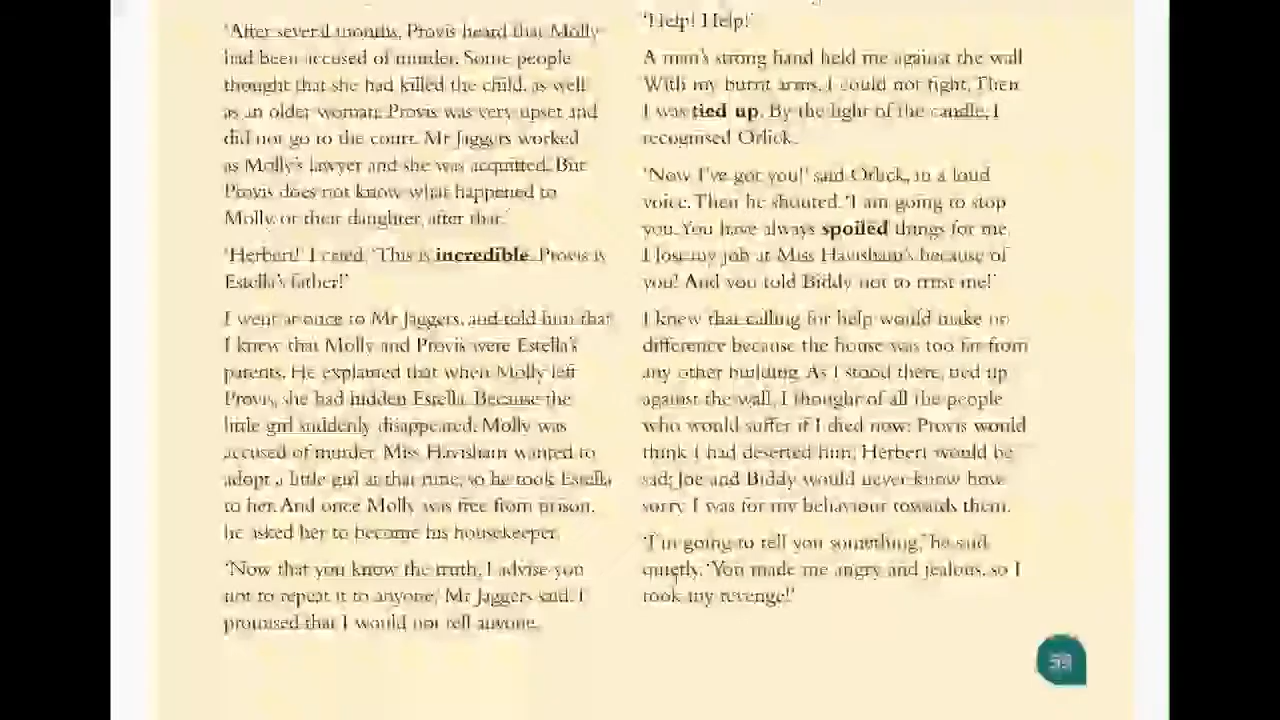 'After several months, Provis heard that Molly
had been accused of murder. Some people
thought that she had killed the child, as well
as an older woman. Provis was very upset and
did not go to the court. Mr Jaggers worked
as Molly's lawyer and she was acquitted. But
Provis does not know what happened to
Molly, or their daughter, after that.'
'Herbert!' I cried. 'This is incredible. Provis is
Estella's father!'
I went at once to Mr Jaggers, and told him that
I knew that Molly and Provis were Estella's
parents. He explained that when Molly left
Provis, she had hidden Estella. Because the
little girl suddenly disappeared, Molly was
accused of murder. Miss Havisham wanted to
adopt a little girl at that time, so he took Estella
to her. And once Molly was free from prison,
he asked her to become his housekeeper.
'Now that you know the truth, I advise you
not to repeat it to anyone,' Mr Jaggers said. I
promised that I would not tell anyone.
'Help! Help!'
A man's strong hand held me against the wall
With my burnt arms, I could not fight. Then
I was tied up. By the light of the candle, I
recognised Orlick.
'Now I've got you!' said Orlick, in a loud
voice. Then he shouted, 'I am going to stop
you. You have always spoiled things for me.
I lost my job at Miss Havisham's because of
you! And you told Biddy not to trust me!'
I knew that calling for help would make no
difference because the house was too far from
any other building. As I stood there, tied up
against the wall, I thought of all the people
who would suffer if I died now: Provis would
think I had deserted him; Herbert would be
sad; Joe and Biddy would never know how
sorry I was for my behaviour towards them.
'I'm going to tell you something,' he said
quietly. 'You made me angry and jealous, so I
took my revenge!'